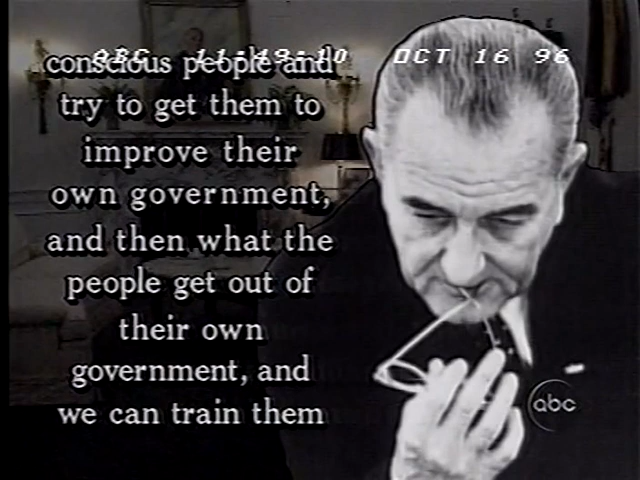 ABC 11:49:10 OCT 16 96
conscious people and
try to get them to
improve their
own government,
and then what the
people get out of
their own
government, and
we can train them
abc